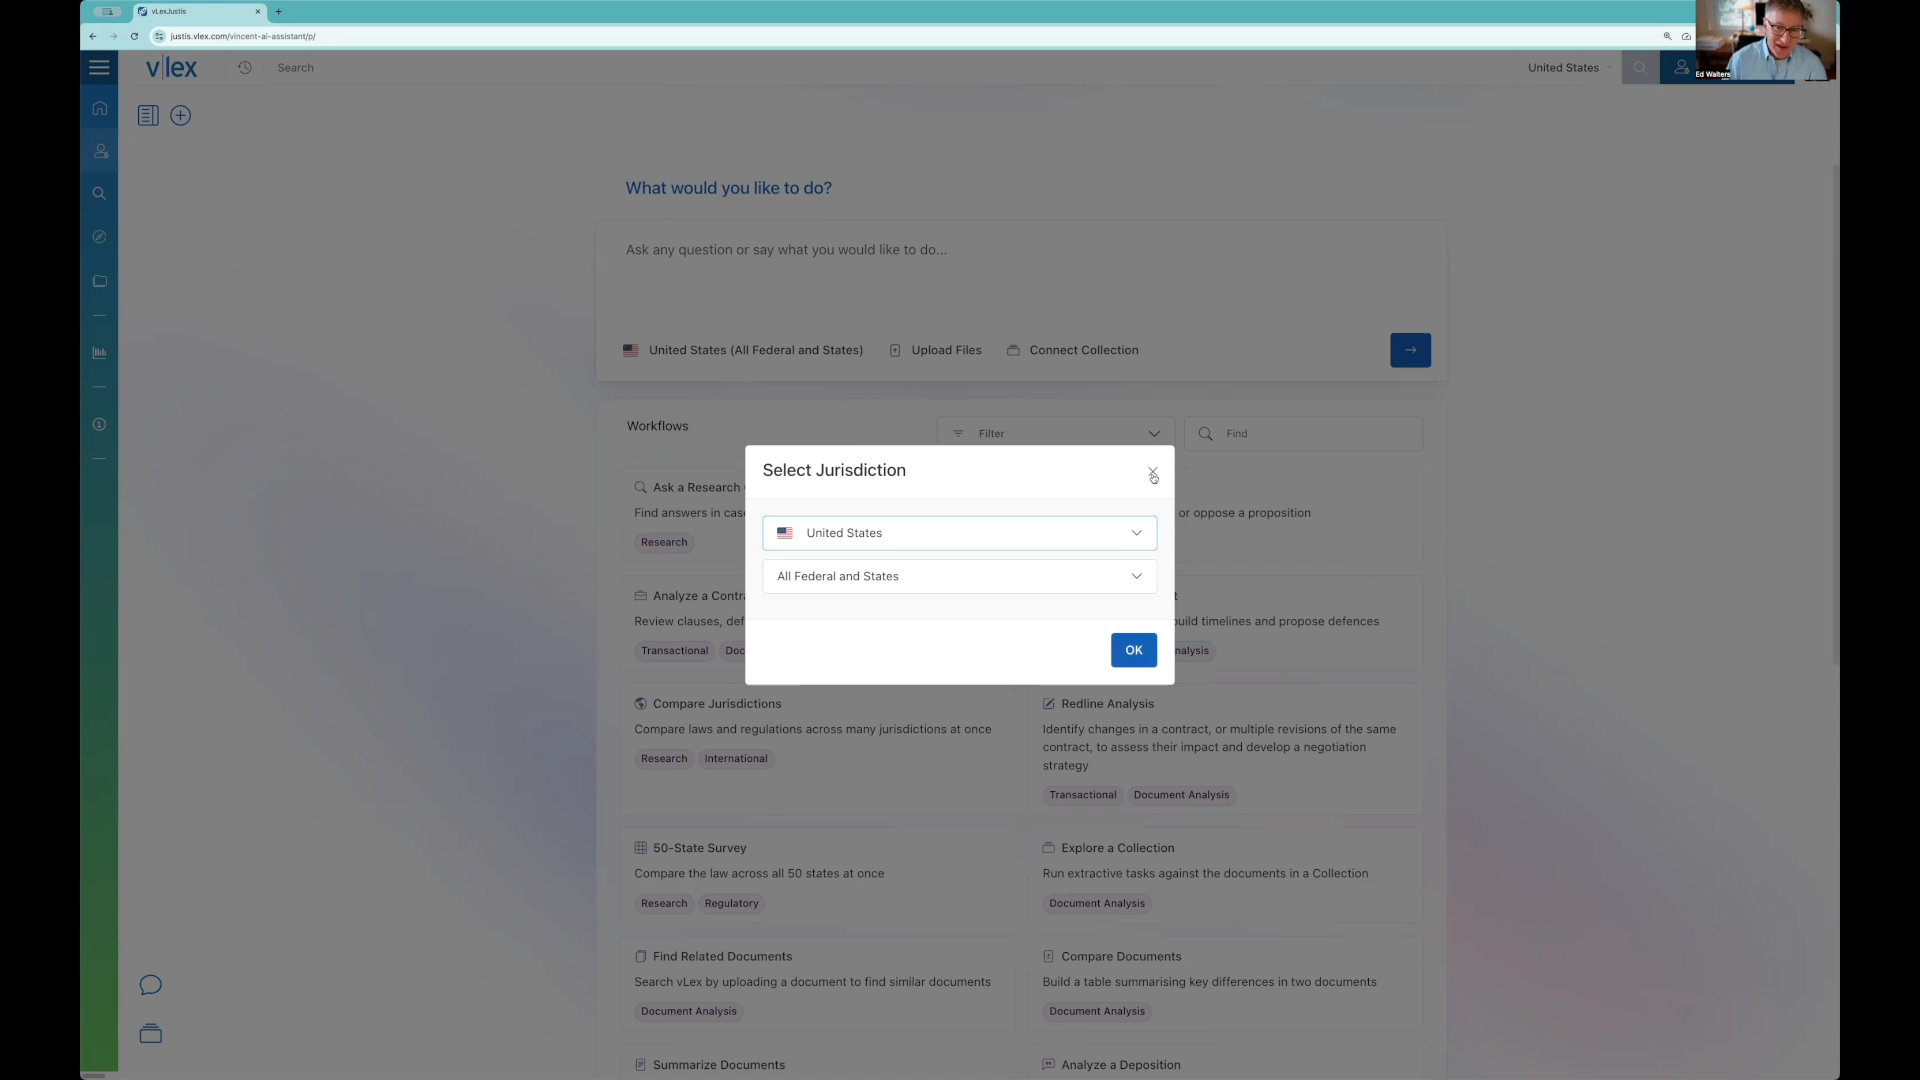 vLexJustis
justis.vlex.com/vincent-ai-assistant/p/
Ed Walters
v|lex
Search
United States
What would you like to do?
Ask any question or say what you would like to do...
United States (All Federal and States)
Upload Files
Connect Collection
Workflows
Filter
Find
Select Jurisdiction
United States
All Federal and States
OK
Ask a Research
Find answers in cas
Research
or oppose a proposition
Analyze a Contr
Review clauses, def
Transactional
Doc
uild timelines and propose defences
nalysis
Compare Jurisdictions
Compare laws and regulations across many jurisdictions at once
Research
International
Redline Analysis
Identify changes in a contract, or multiple revisions of the same
contract, to assess their impact and develop a negotiation
strategy
Transactional
Document Analysis
50-State Survey
Compare the law across all 50 states at once
Research
Regulatory
Explore a Collection
Run extractive tasks against the documents in a Collection
Document Analysis
Find Related Documents
Search vLex by uploading a document to find similar documents
Document Analysis
Compare Documents
Build a table summarising key differences in two documents
Document Analysis
Summarize Documents
Analyze a Deposition